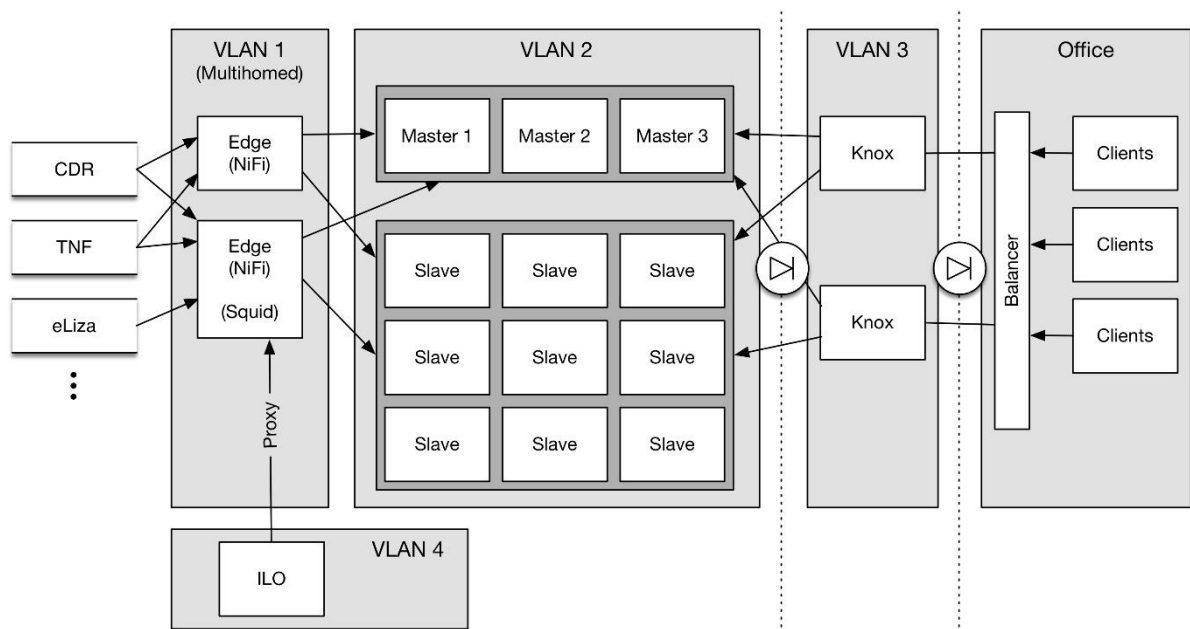 VLAN 1
(Multihomed)
VLAN 2
VLAN 3
Office
CDR
TNF
eLiza
Edge
(NiFi)
Edge
(NiFi)
(Squid)
Proxy
Master 1
Master 2
Master 3
Slave
Slave
Slave
Slave
Slave
Slave
Slave
Slave
Slave
Knox
Knox
Balancer
Clients
Clients
Clients
VLAN 4
ILO